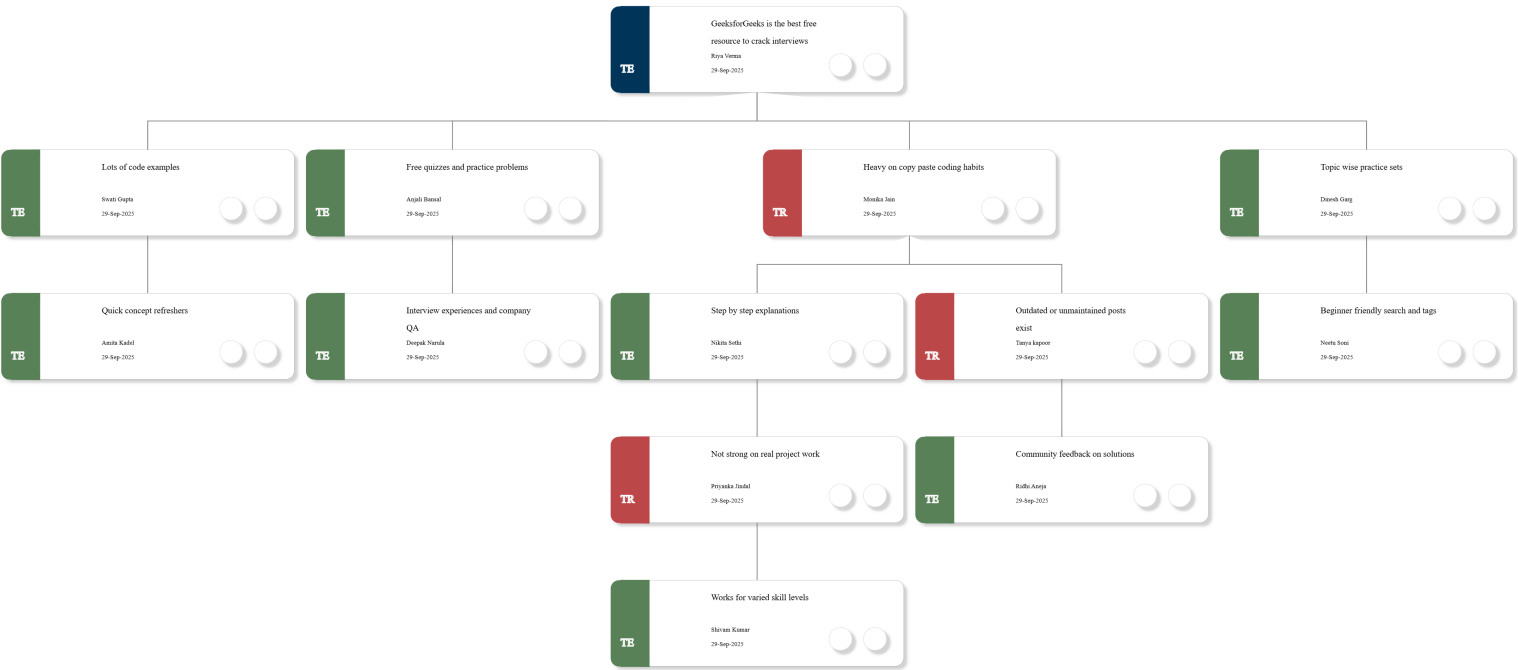 GeeksforGeeks is the best free
resource to crack interviews
Riya Verma
29-Sep-2025
TE
Lots of code examples
Swati Gupta
29-Sep-2025
TE
Free quizzes and practice problems
Anjali Bansal
29-Sep-2025
TE
Heavy on copy paste coding habits
Monika Jain
29-Sep-2025
TR
Topic wise practice sets
Dinesh Garg
29-Sep-2025
TE
Quick concept refreshers
Amita Kadel
29-Sep-2025
TE
Interview experiences and company
QA
Deepak Narula
29-Sep-2025
TE
Step by step explanations
Nikita Sethi
29-Sep-2025
TE
Outdated or unmaintained posts
exist
Tanya kapoor
29-Sep-2025
TR
Beginner friendly search and tags
Neetu Soni
29-Sep-2025
TE
Not strong on real project work
Priyanka Jindal
29-Sep-2025
TR
Community feedback on solutions
Ridhi Aneja
29-Sep-2025
TE
Works for varied skill levels
Shivam Kumar
29-Sep-2025
TE